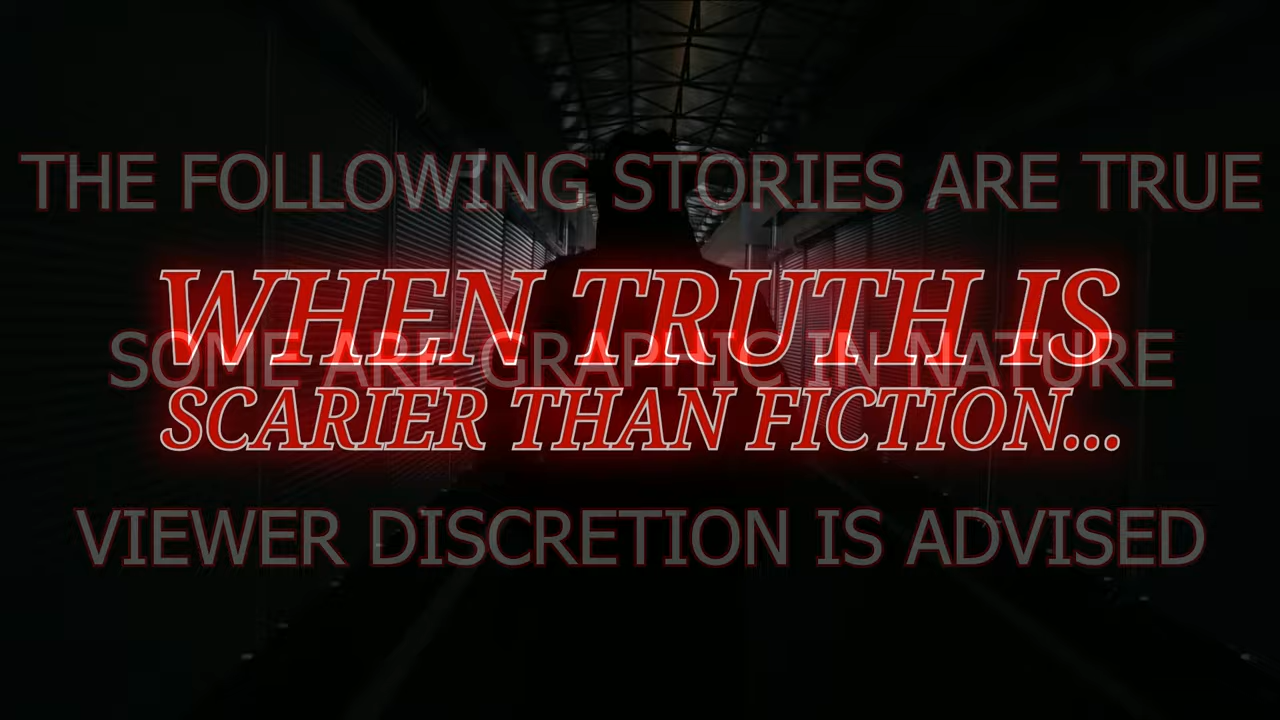 THE FOLLOWING STORIES ARE TRUE
WHEN TRUTH IS
SOME ARE GRAPHIC IN NATURE
SCARIER THAN FICTION...
VIEWER DISCRETION IS ADVISED